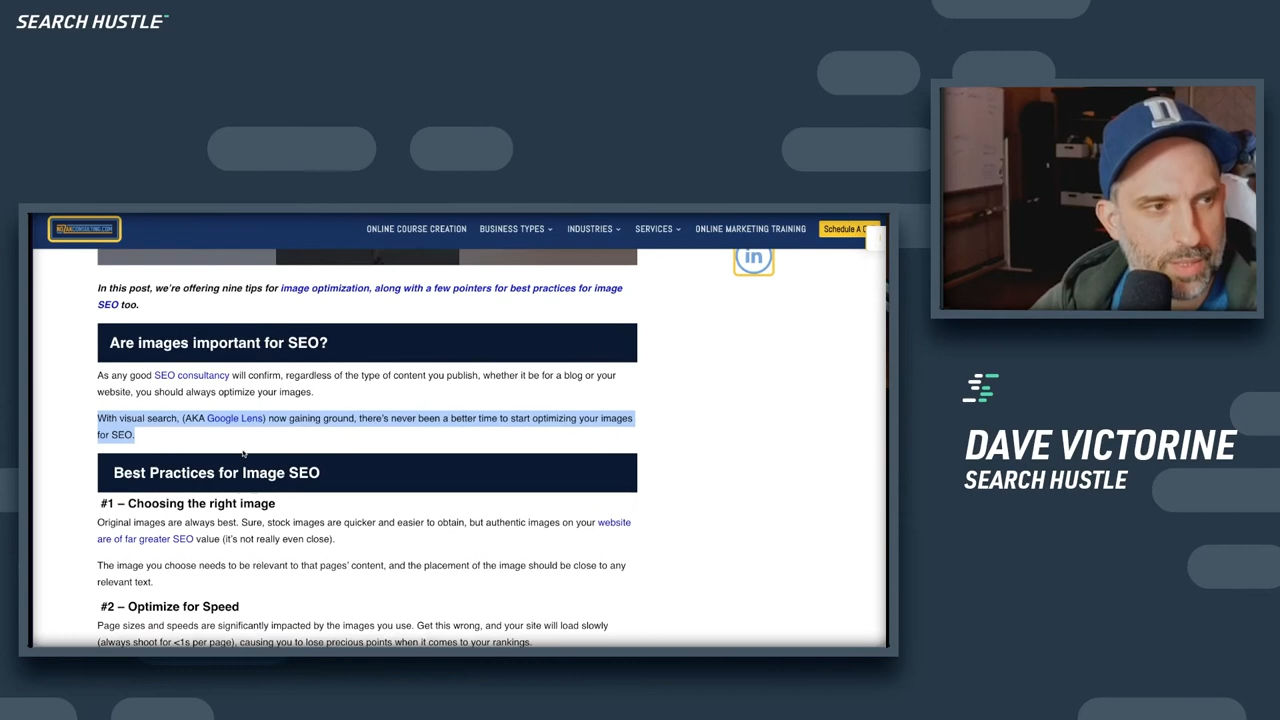 SEARCH HUSTLE
NOZAKCONSULTING.COM
ONLINE COURSE CREATION
BUSINESS TYPES
INDUSTRIES
SERVICES
ONLINE MARKETING TRAINING
Schedule A C
in
In this post, we're offering nine tips for image optimization, along with a few pointers for best practices for image
SEO too.
Are images important for SEO?
As any good SEO consultancy will confirm, regardless of the type of content you publish, whether it be for a blog or your
website, you should always optimize your images.
With visual search, (AKA Google Lens) now gaining ground, there's never been a better time to start optimizing your images
for SEO.
Best Practices for Image SEO
#1 – Choosing the right image
Original images are always best. Sure, stock images are quicker and easier to obtain, but authentic images on your website
are of far greater SEO value (it's not really even close).
The image you choose needs to be relevant to that pages' content, and the placement of the image should be close to any
relevant text.
#2 – Optimize for Speed
Page sizes and speeds are significantly impacted by the images you use. Get this wrong, and your site will load slowly
(always shoot for <1s per page), causing you to lose precious points when it comes to your rankings.
D
DAVE VICTORINE
SEARCH HUSTLE